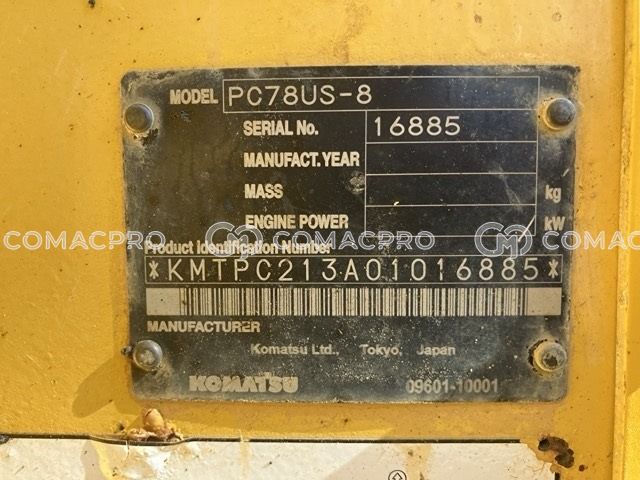 MODEL PC78US-8
SERIAL No. 16885
MANUFACT. YEAR
MASS kg
ENGINE POWER kW
COMACPRO COMACPRO COMACPRO
Product Identification Number
*KMTPC213A01016885*
MANUFACTURER
Komatsu Ltd., Tokyo, Japan
KOMATSU 09601-10001